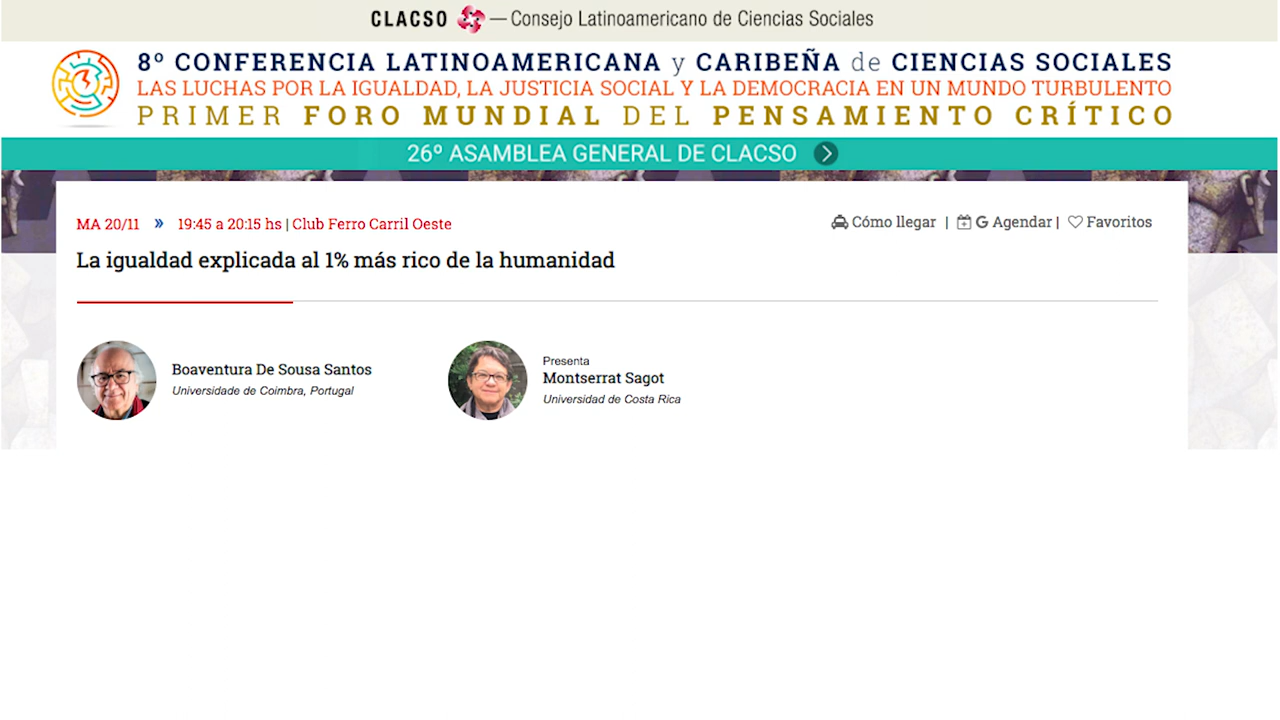 CLACSO — Consejo Latinoamericano de Ciencias Sociales
8º CONFERENCIA LATINOAMERICANA y CARIBEÑA de CIENCIAS SOCIALES
LAS LUCHAS POR LA IGUALDAD, LA JUSTICIA SOCIAL Y LA DEMOCRACIA EN UN MUNDO TURBULENTO
PRIMER FORO MUNDIAL DEL PENSAMIENTO CRÍTICO
26º ASAMBLEA GENERAL DE CLACSO
MA 20/11 » 19:45 a 20:15 hs | Club Ferro Carril Oeste
Cómo llegar | G Agendar | Favoritos
La igualdad explicada al 1% más rico de la humanidad
Boaventura De Sousa Santos
Universidade de Coimbra, Portugal
Presenta
Montserrat Sagot
Universidad de Costa Rica